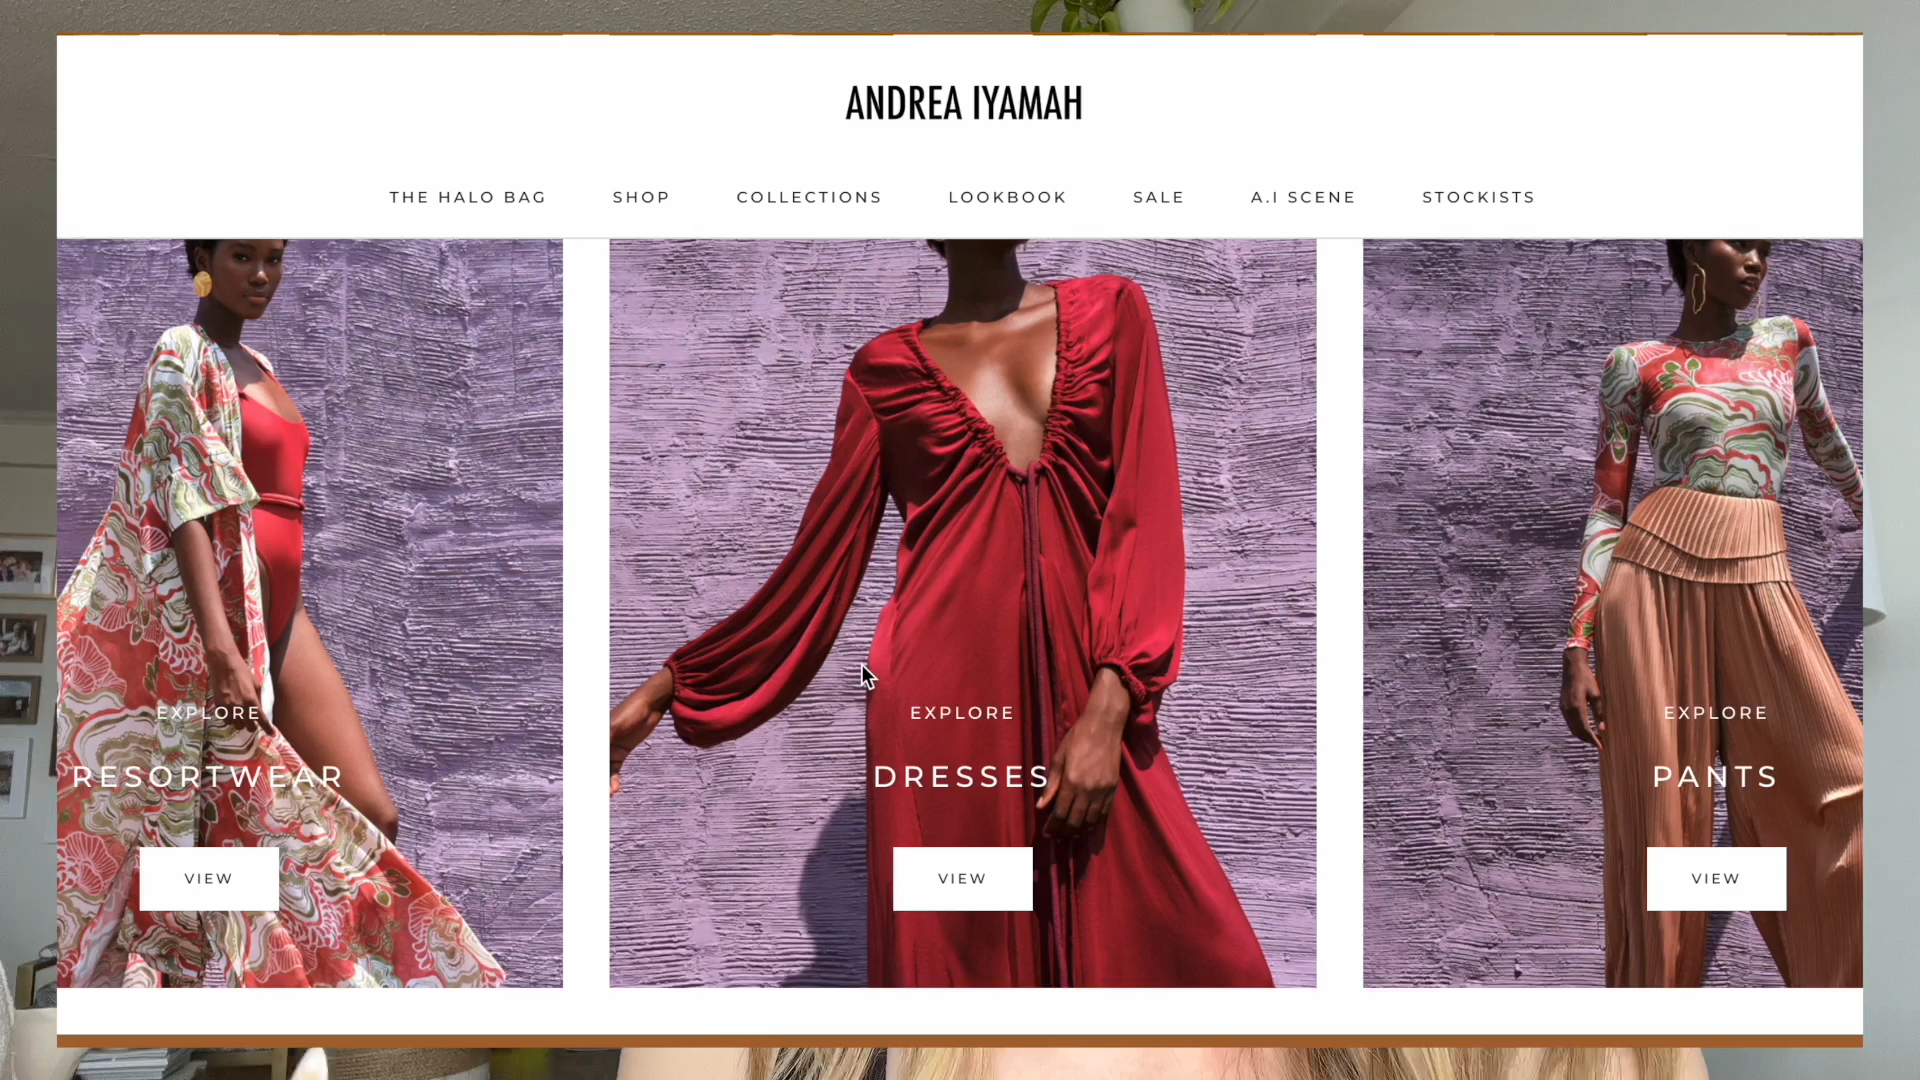 ANDREA IYAMAH
THE HALO BAG SHOP COLLECTIONS LOOKBOOK SALE A.I SCENE STOCKISTS
EXPLORE
RESORTWEAR
VIEW
EXPLORE
DRESSES
VIEW
EXPLORE
PANTS
VIEW